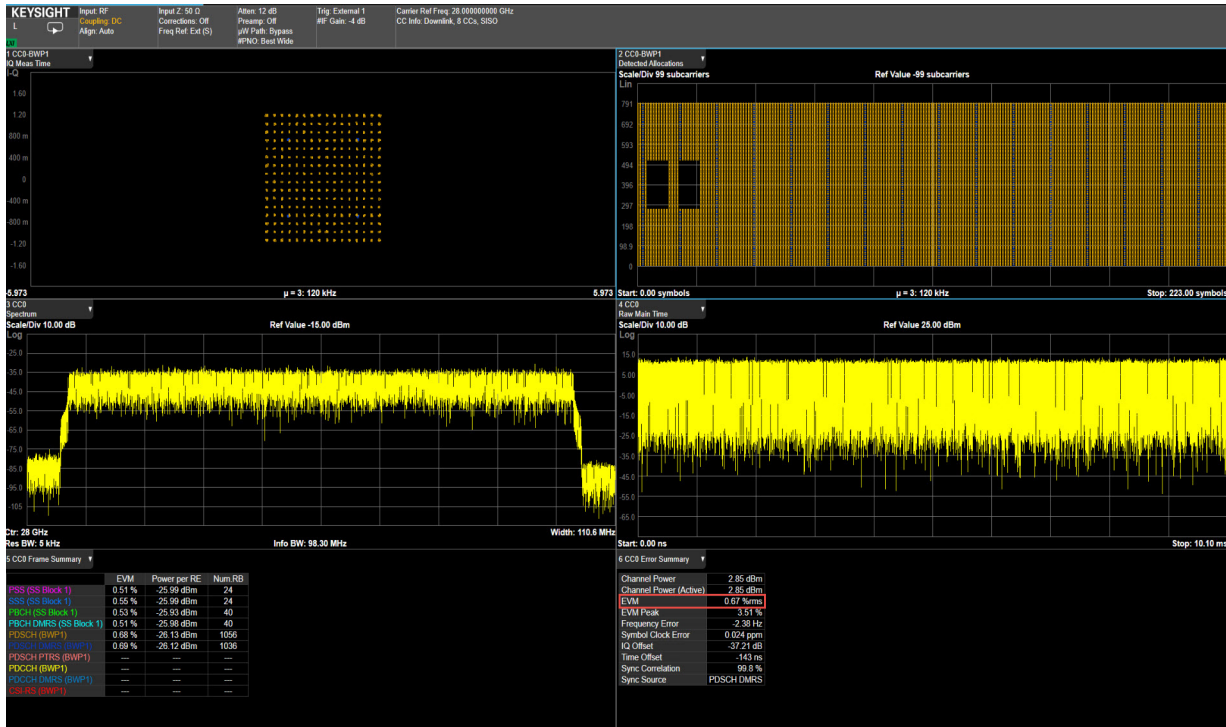 KEYSIGHT Input: RF Input Z: 50 Ω Atten: 12 dB Trig: External 1 Carrier Ref Freq: 28.000000000 GHz
L Coupling: DC Corrections: Off Preamp: Off #IF Gain: -4 dB CC Info: Downlink, 8 CCs, SISO
Align: Auto Freq Ref: Ext (S) µW Path: Bypass
#PNO: Best Wide
1 CC0-BWP1
IQ Meas Time
I-Q
1.60
1.20
800 m
400 m
0
-400 m
-800 m
-1.20
-1.60
-5.973 µ = 3: 120 kHz 5.973
2 CC0-BWP1
Detected Allocations
Scale/Div 99 subcarriers Ref Value -99 subcarriers
Lin
791
692
593
494
396
297
198
98.9
0
Start: 0.00 symbols µ = 3: 120 kHz Stop: 223.00 symbols
3 CC0
Spectrum
Scale/Div 10.00 dB Ref Value -15.00 dBm
Log
-25.0
-35.0
-45.0
-55.0
-65.0
-75.0
-85.0
-95.0
-105
Ctr: 28 GHz Width: 110.6 MHz
Res BW: 5 kHz Info BW: 98.30 MHz
4 CC0
Raw Main Time
Scale/Div 10.00 dB Ref Value 25.00 dBm
Log
15.0
5.00
-5.00
-15.0
-25.0
-35.0
-45.0
-55.0
-65.0
Start: 0.00 ns Stop: 10.10 ms
5 CC0 Frame Summary
EVM Power per RE Num.RB
PSS (SS Block 1) 0.51 % -25.99 dBm 24
SSS (SS Block 1) 0.55 % -25.99 dBm 24
PBCH (SS Block 1) 0.53 % -25.93 dBm 40
PBCH DMRS (SS Block 1) 0.51 % -25.98 dBm 40
PDSCH (BWP1) 0.68 % -26.13 dBm 1056
PDSCH DMRS (BWP1) 0.69 % -26.12 dBm 1036
PDSCH PTRS (BWP1) --- --- ---
PDCCH (BWP1) --- --- ---
PDCCH DMRS (BWP1) --- --- ---
CSI-RS (BWP1) --- --- ---
6 CC0 Error Summary
Channel Power 2.85 dBm
Channel Power (Active) 2.85 dBm
EVM 0.67 %rms
EVM Peak 3.51 %
Frequency Error -2.38 Hz
Symbol Clock Error 0.024 ppm
IQ Offset -37.21 dB
Time Offset -143 ns
Sync Correlation 99.8 %
Sync Source PDSCH DMRS